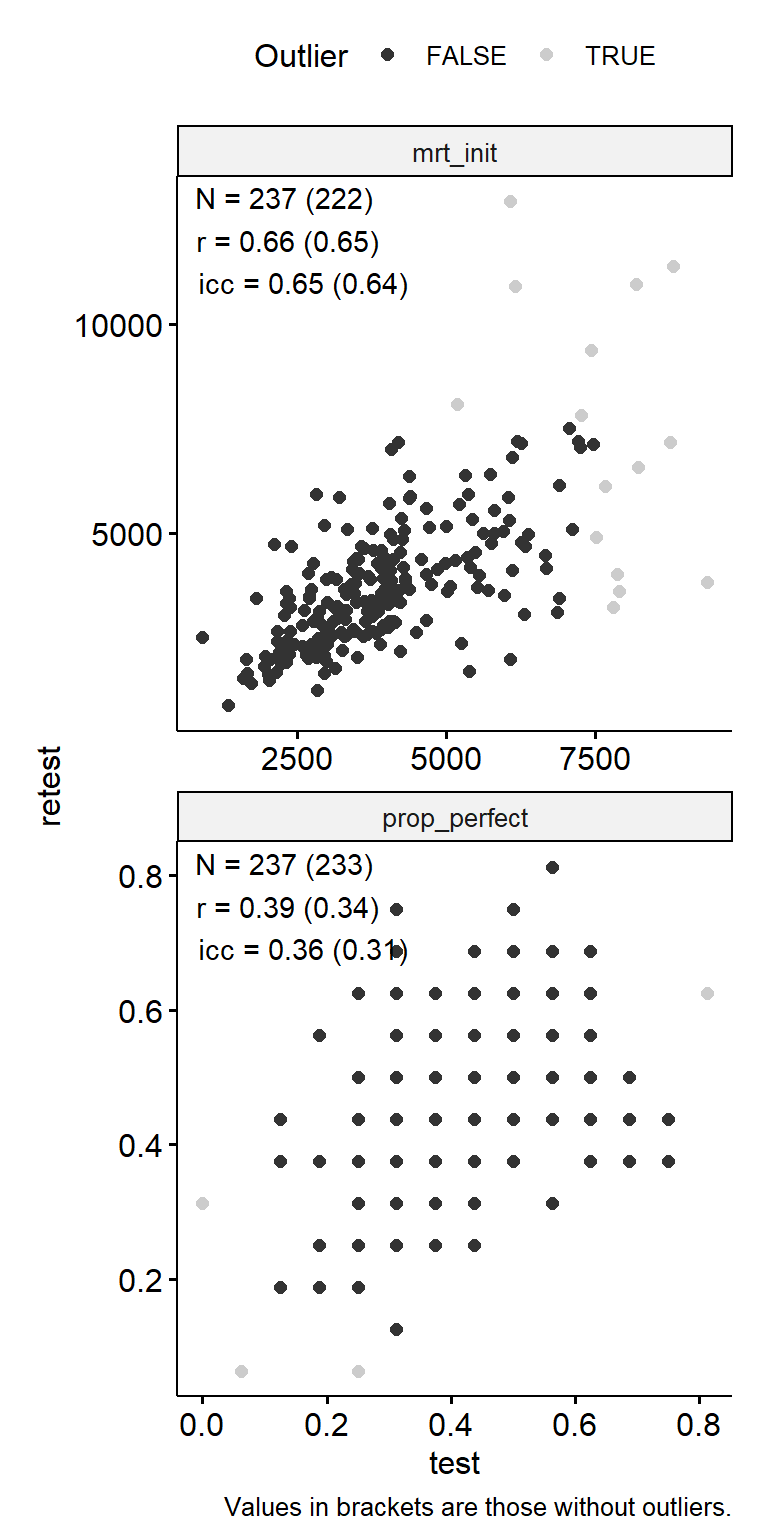 Outlier FALSE TRUE
mrt_init
N = 237 (222)
r = 0.66 (0.65)
icc = 0.65 (0.64)
10000
5000
2500 5000 7500
retest
prop_perfect
N = 237 (233)
r = 0.39 (0.34)
icc = 0.36 (0.31)
0.8
0.6
0.4
0.2
0.0 0.2 0.4 0.6 0.8
test
Values in brackets are those without outliers.